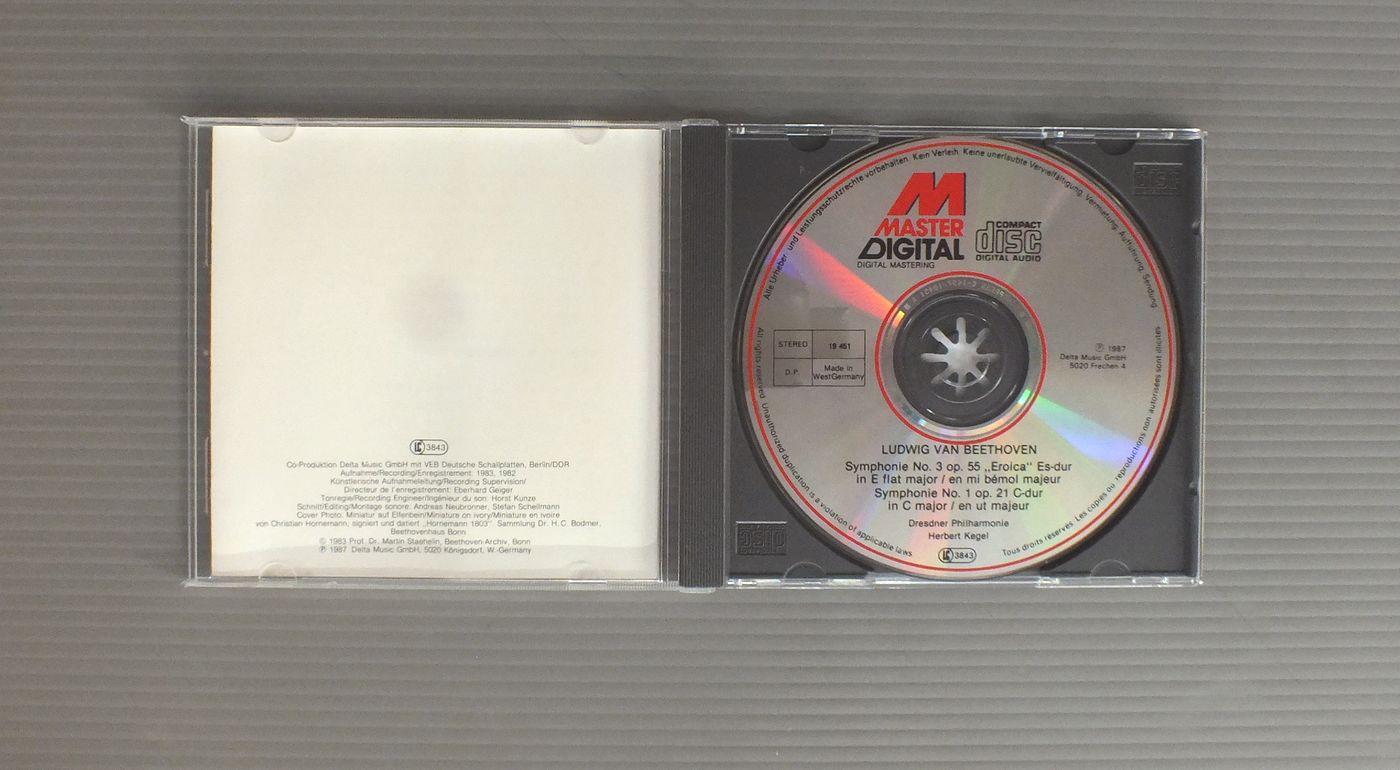 LC 3843
Co-Produktion Delta Music GmbH mit VEB Deutsche Schallplatten, Berlin/DDR
Aufnahme/Recording/Enregistrement: 1983, 1982
Künstlerische Aufnahmeleitung/Recording Supervision/
Directeur de l'enregistrement: Eberhard Geiger
Tonregie/Recording Engineer/Ingénieur du son: Horst Kunze
Schnitt/Editing/Montage sonore: Andreas Neubronner, Stefan Schellmann
Cover Photo: Miniatur auf Elfenbein/Miniature on ivory/Miniature en ivoire
von Christian Hornemann, signiert und datiert „Hornemann 1803". Sammlung Dr. H. C. Bodmer,
Beethovenhaus Bonn
© 1983 Prof. Dr. Martin Staehelin, Beethoven-Archiv, Bonn
℗ 1987 Delta Music GmbH, 5020 Königsdorf, W.-Germany
Alle Urheber- und Leistungsschutzrechte vorbehalten. Kein Verleih. Keine unerlaubte Vervielfältigung, Vermietung, Aufführung, Sendung.
M
MASTER
DIGITAL
DIGITAL MASTERING
COMPACT
disc
DIGITAL AUDIO
STEREO
19 451
D.P.
Made in
WestGermany
℗ 1987
Delta Music GmbH
5020 Frechen 4
LUDWIG VAN BEETHOVEN
Symphonie No. 3 op. 55 „Eroica" Es-dur
in E flat major / en mi bémol majeur
Symphonie No. 1 op. 21 C-dur
in C major / en ut majeur
Dresdner Philharmonie
Herbert Kegel
LC 3843
All rights reserved. Unauthorized duplication is a violation of applicable laws.
Tous droits réservés. Les copies ou reproductions non autorisées sont illicites